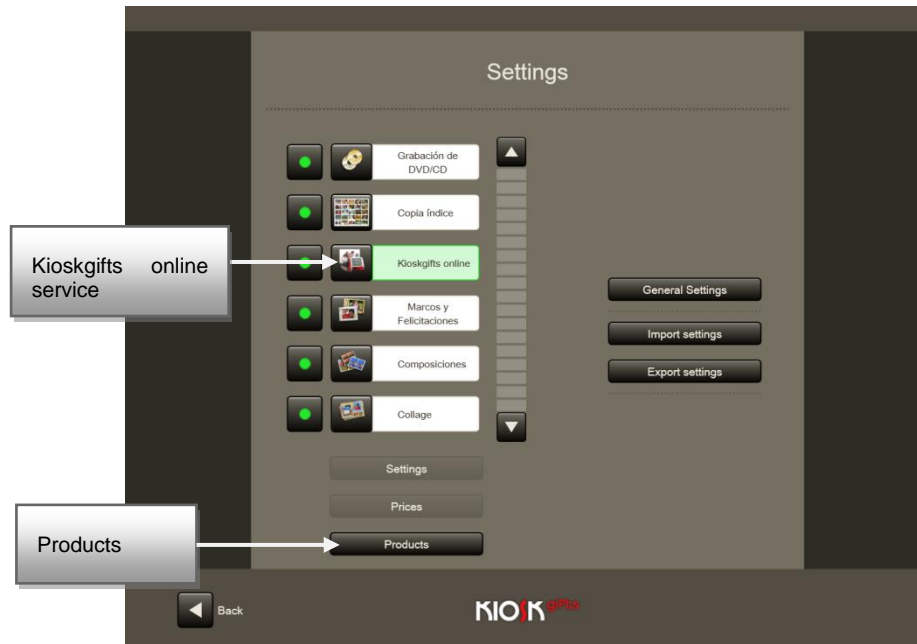 Settings
Grabación de
DVD/CD
Copia índice
Kioskgifts online
service
Kioskgifts online
Marcos y
Felicitaciones
Composiciones
Collage
General Settings
Import settings
Export settings
Settings
Prices
Products
Products
Back
KIOSK gifts